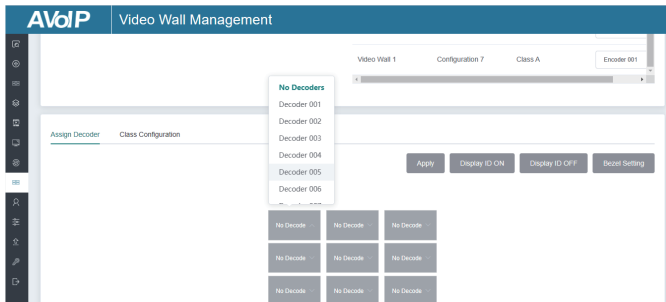 AVoIP Video Wall Management
Video Wall 1 Configuration 7 Class A Encoder 001
No Decoders
Decoder 001
Decoder 002
Decoder 003
Decoder 004
Decoder 005
Decoder 006
Assign Decoder Class Configuration
Apply Display ID ON Display ID OFF Bezel Setting
No Decode No Decode No Decode
No Decode No Decode No Decode
No Decode No Decode No Decode